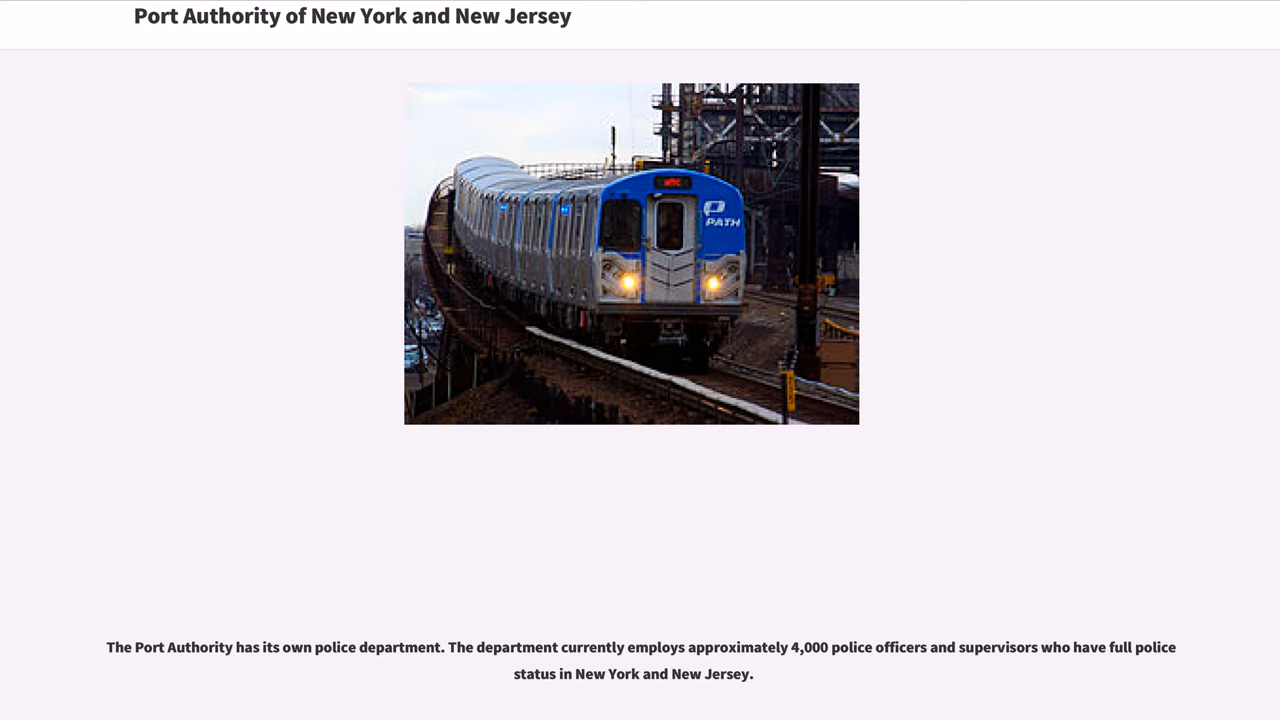 Port Authority of New York and New Jersey
PATH
The Port Authority has its own police department. The department currently employs approximately 4,000 police officers and supervisors who have full police
status in New York and New Jersey.